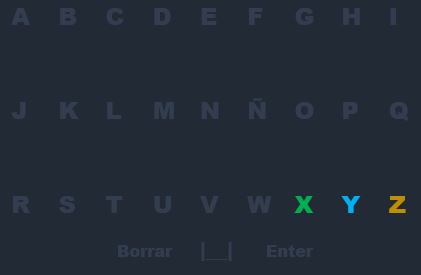 A B C D E F G H I
J K L M N Ñ O P Q
R S T U V W X Y Z
Borrar |__| Enter